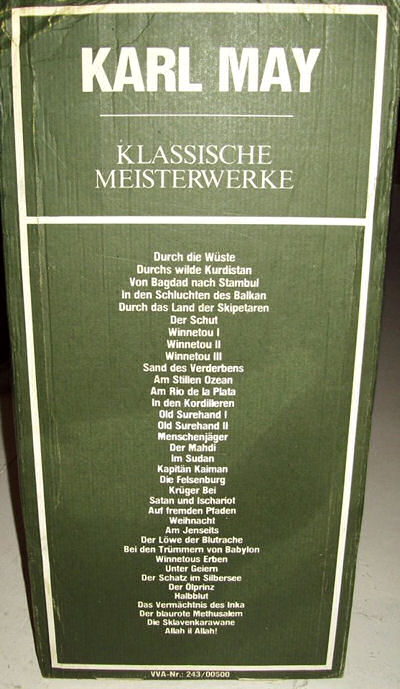 KARL MAY
KLASSISCHE
MEISTERWERKE
Durch die Wüste
Durchs wilde Kurdistan
Von Bagdad nach Stambul
In den Schluchten des Balkan
Durch das Land der Skipetaren
Der Schut
Winnetou I
Winnetou II
Winnetou III
Sand des Verderbens
Am Stillen Ozean
Am Rio de la Plata
In den Kordilleren
Old Surehand I
Old Surehand II
Menschenjäger
Der Mahdi
Im Sudan
Kapitän Kaiman
Die Felsenburg
Krüger Bei
Satan und Ischariot
Auf fremden Pfaden
Weihnacht
Am Jenseits
Der Löwe der Blutrache
Bei den Trümmern von Babylon
Winnetous Erben
Unter Geiern
Der Schatz im Silbersee
Der Ölprinz
Halbblut
Das Vermächtnis des Inka
Der blaurote Methusalem
Die Sklavenkarawane
Allah il Allah!
VVA-Nr.: 243/00500